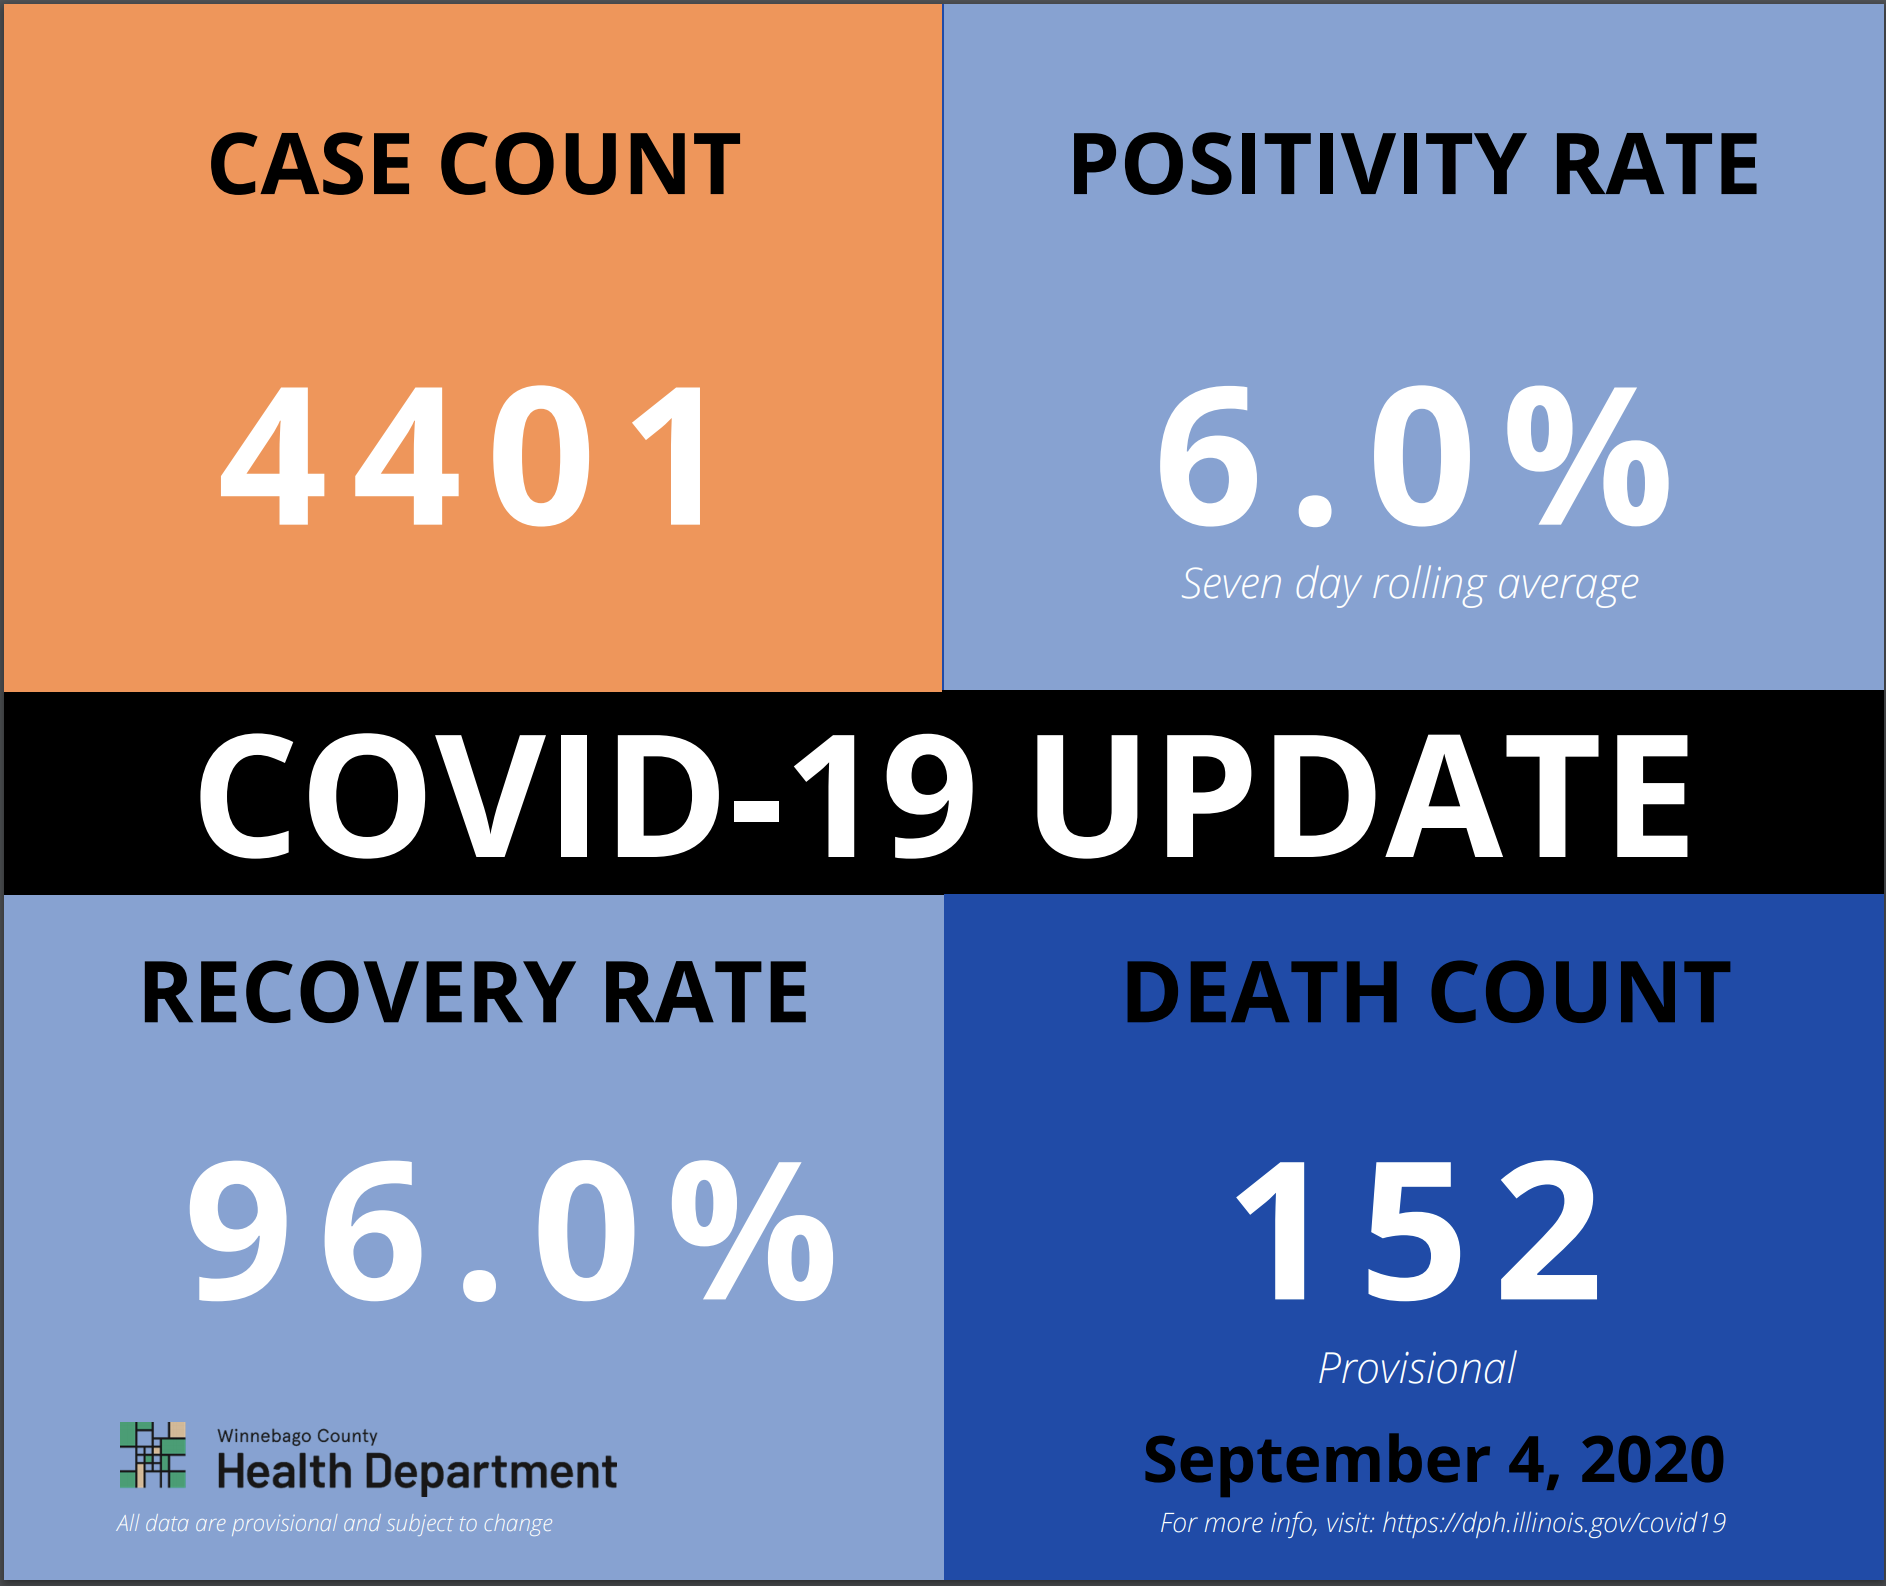 CASE COUNT
4401
POSITIVITY RATE
6.0%
Seven day rolling average
COVID-19 UPDATE
RECOVERY RATE
96.0%
Winnebago County
Health Department
All data are provisional and subject to change
DEATH COUNT
152
Provisional
September 4, 2020
For more info, visit: https://dph.illinois.gov/covid19